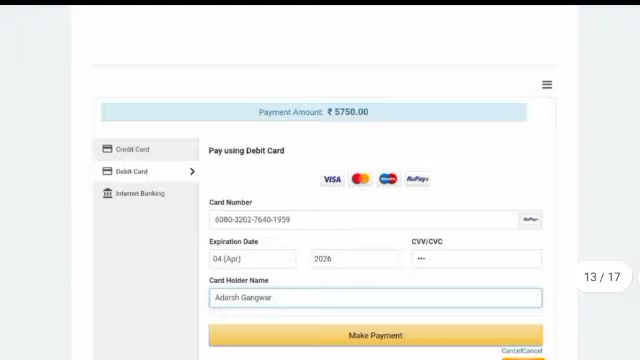 Payment Amount: ₹ 5750.00
Credit Card
Debit Card
Internet Banking
Pay using Debit Card
VISA
RuPay
Card Number
6080-3202-7640-1959
RuPay
Expiration Date
CVV/CVC
04 (Apr)
2026
•••
Card Holder Name
Adarsh Gangwar
Make Payment
CancelCancel
13 / 17